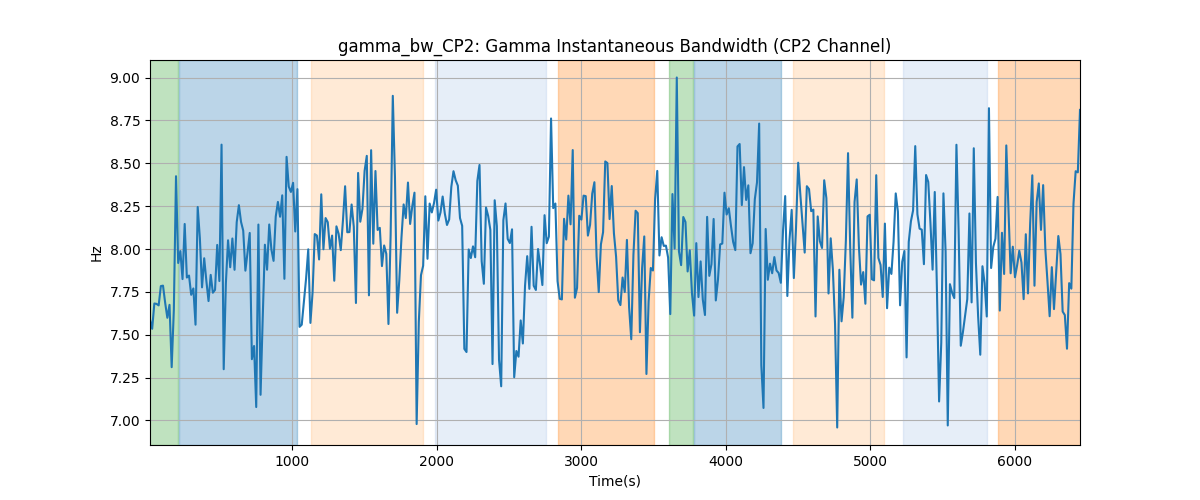 gamma_bw_CP2: Gamma Instantaneous Bandwidth (CP2 Channel)
9.00
8.75
8.50
8.25
8.00
7.75
7.50
7.25
7.00
Hz
1000 2000 3000 4000 5000 6000
Time(s)